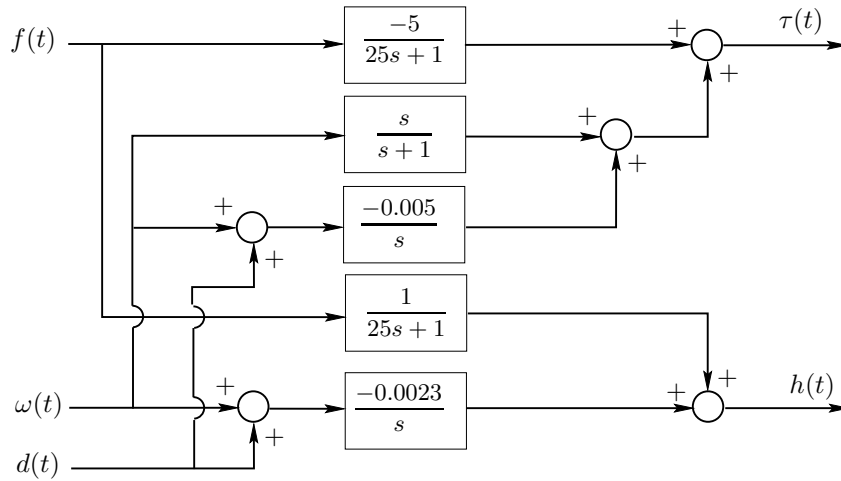 f(t)
-5
25s + 1
+
τ(t)
+
s
s + 1
+
+
+
-0.005
s
+
1
25s + 1
ω(t)
+
-0.0023
s
+
+
h(t)
+
d(t)